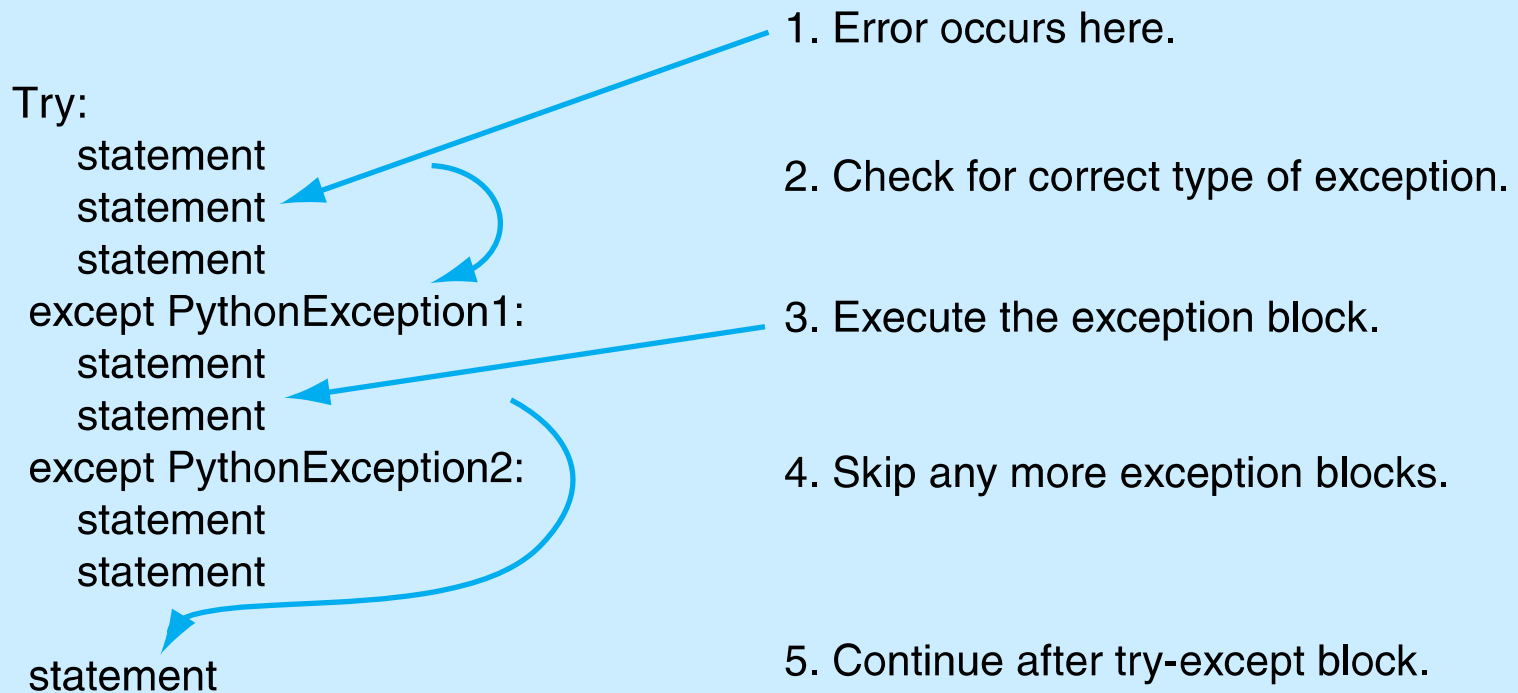 1. Error occurs here.
Try:
statement
statement
statement
except PythonException1:
statement
statement
except PythonException2:
statement
statement
statement
2. Check for correct type of exception.
3. Execute the exception block.
4. Skip any more exception blocks.
5. Continue after try-except block.